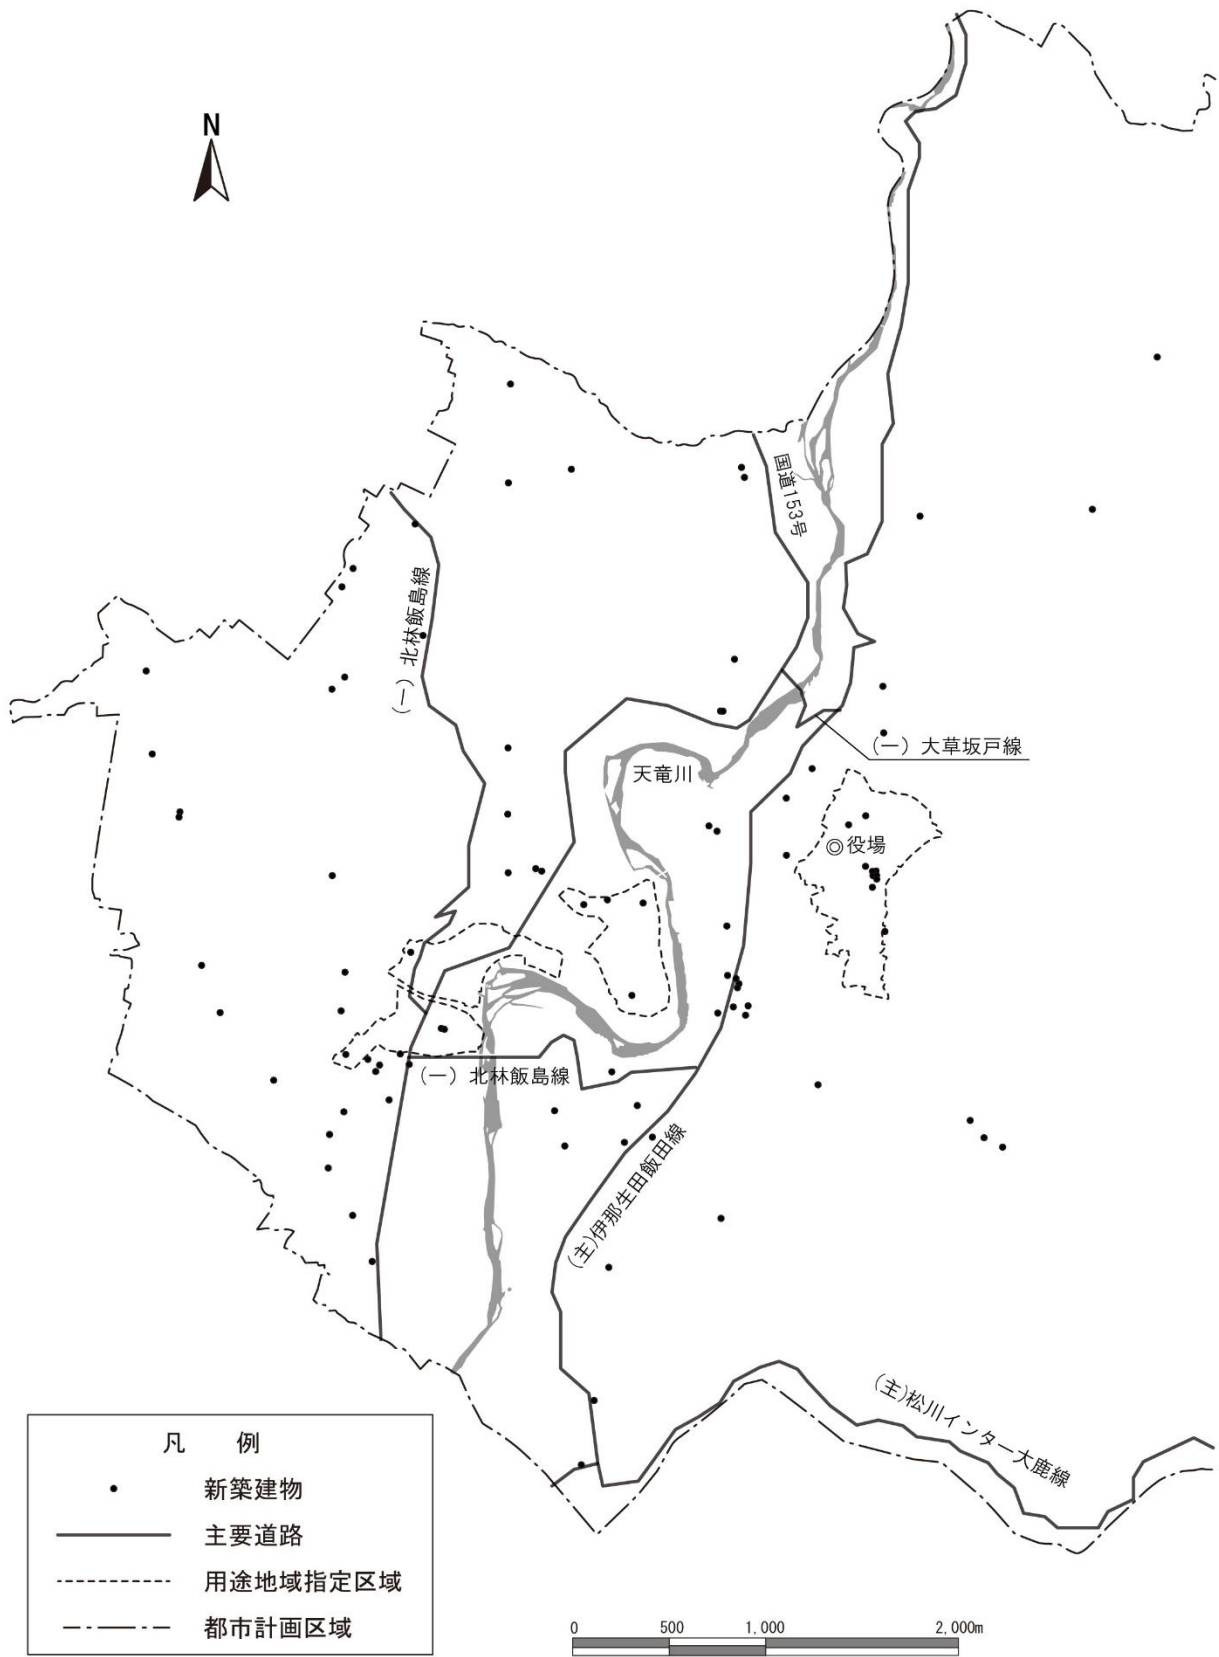 N
国道153号
(一) 北林飯島線
(一) 大草坂戸線
天竜川
◎役場
(一) 北林飯島線
(主)伊那生田飯田線
(主)松川インター大鹿線
凡 例
新築建物
主要道路
用途地域指定区域
都市計画区域
0 500 1,000 2,000m